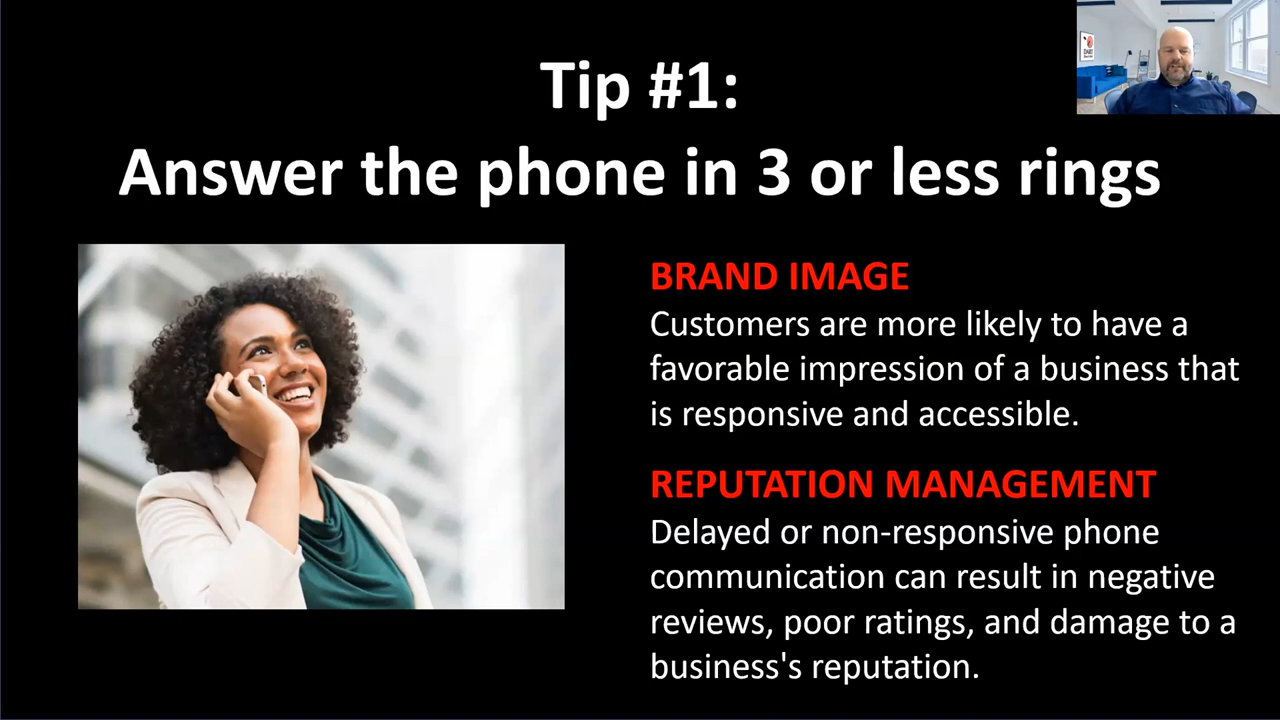 Tip #1:
Answer the phone in 3 or less rings
BRAND IMAGE
Customers are more likely to have a
favorable impression of a business that
is responsive and accessible.
REPUTATION MANAGEMENT
Delayed or non-responsive phone
communication can result in negative
reviews, poor ratings, and damage to a
business's reputation.